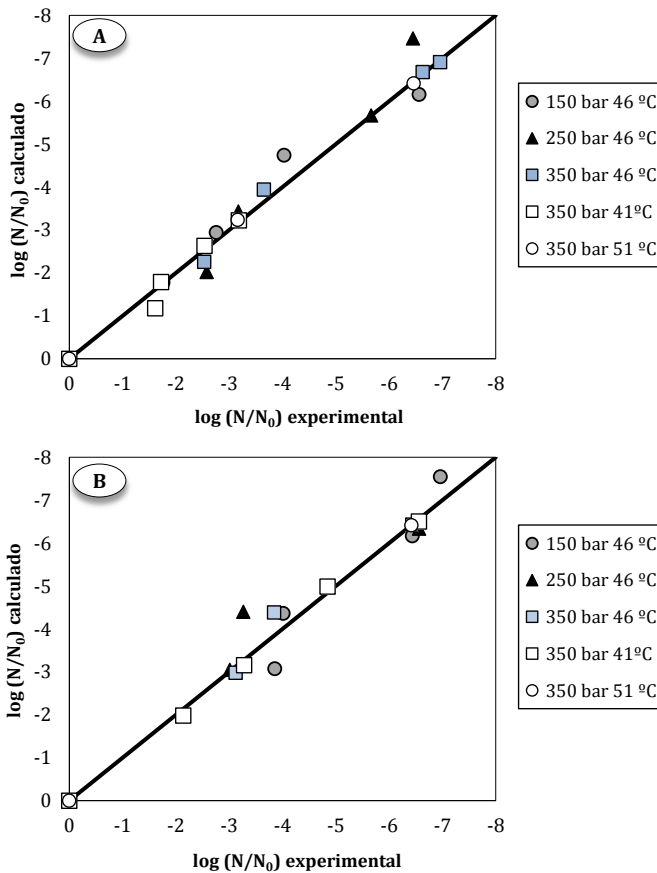 A
-8
-7
-6
-5
-4
-3
-2
-1
0
log (N/N₀) calculado
0 -1 -2 -3 -4 -5 -6 -7 -8
log (N/N₀) experimental
150 bar 46 ºC
250 bar 46 ºC
350 bar 46 ºC
350 bar 41ºC
350 bar 51 ºC
B
-8
-7
-6
-5
-4
-3
-2
-1
0
log (N/N₀) calculado
0 -1 -2 -3 -4 -5 -6 -7 -8
log (N/N₀) experimental
150 bar 46 ºC
250 bar 46 ºC
350 bar 46 ºC
350 bar 41ºC
350 bar 51 ºC